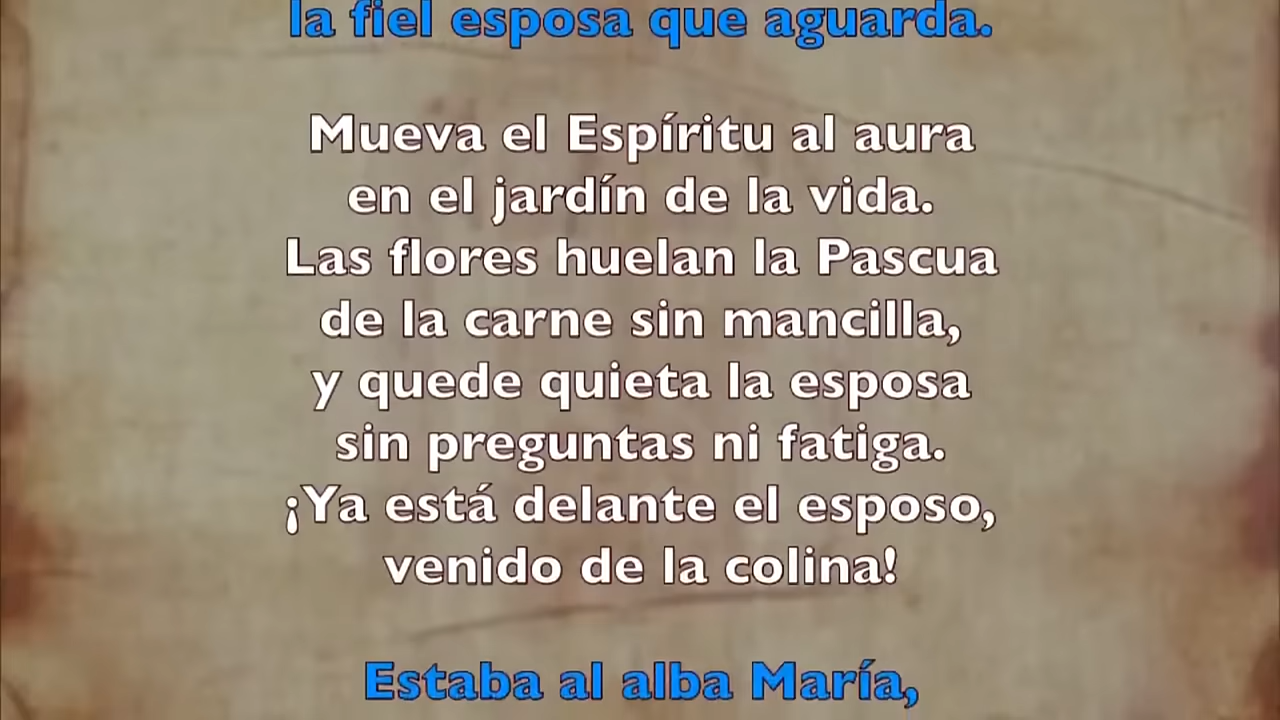 la fiel esposa que aguarda.
Mueva el Espíritu al aura
en el jardín de la vida.
Las flores huelan la Pascua
de la carne sin mancilla,
y quede quieta la esposa
sin preguntas ni fatiga.
¡Ya está delante el esposo,
venido de la colina!
Estaba al alba María,